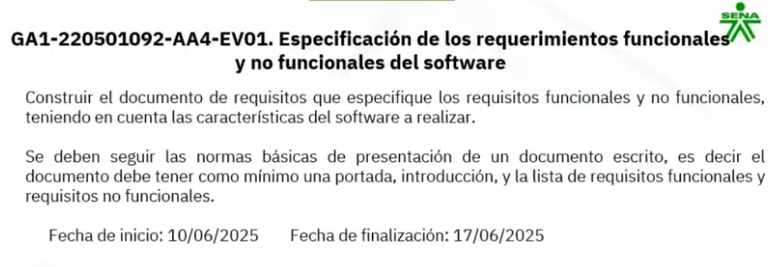 SENA
GA1-220501092-AA4-EV01. Especificación de los requerimientos funcionales
y no funcionales del software
Construir el documento de requisitos que especifique los requisitos funcionales y no funcionales,
teniendo en cuenta las características del software a realizar.
Se deben seguir las normas básicas de presentación de un documento escrito, es decir el
documento debe tener como mínimo una portada, introducción, y la lista de requisitos funcionales y
requisitos no funcionales.
Fecha de inicio: 10/06/2025 Fecha de finalización: 17/06/2025